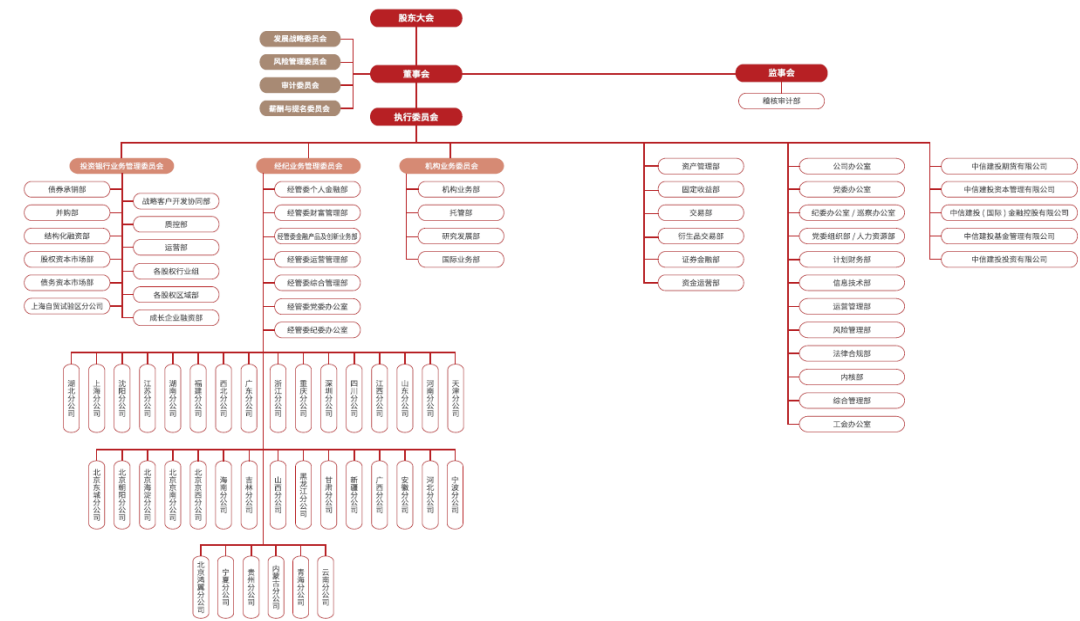 股东大会
发展战略委员会
风险管理委员会
审计委员会
薪酬与提名委员会
董事会
监事会
稽核审计部
执行委员会
投资银行业务管理委员会
债券承销部
并购部
结构化融资部
股权资本市场部
债务资本市场部
上海自贸试验区分公司
战略客户开发协同部
质控部
运营部
各股权行业组
各股权区域部
成长企业融资部
经纪业务管理委员会
经管委个人金融部
经管委财富管理部
经管委金融产品及创新业务部
经管委运营管理部
经管委综合管理部
经管委党委办公室
经管委纪委办公室
机构业务委员会
机构业务部
托管部
研究发展部
国际业务部
资产管理部
固定收益部
交易部
衍生品交易部
证券金融部
资金运营部
公司办公室
党委办公室
纪委办公室 / 巡察办公室
党委组织部 / 人力资源部
计划财务部
信息技术部
运营管理部
风险管理部
法律合规部
内核部
综合管理部
工会办公室
中信建投期货有限公司
中信建投资本管理有限公司
中信建投 ( 国际 ) 金融控股有限公司
中信建投基金管理有限公司
中信建投投资有限公司
湖北分公司
上海分公司
沈阳分公司
江苏分公司
湖南分公司
福建分公司
西北分公司
广东分公司
浙江分公司
重庆分公司
深圳分公司
四川分公司
江西分公司
山东分公司
河南分公司
天津分公司
北京东城分公司
北京朝阳分公司
北京海淀分公司
北京京南分公司
北京京西分公司
海南分公司
吉林分公司
山西分公司
黑龙江分公司
甘肃分公司
新疆分公司
广西分公司
安徽分公司
河北分公司
宁波分公司
北京鸿翼分公司
宁夏分公司
贵州分公司
内蒙古分公司
青海分公司
云南分公司